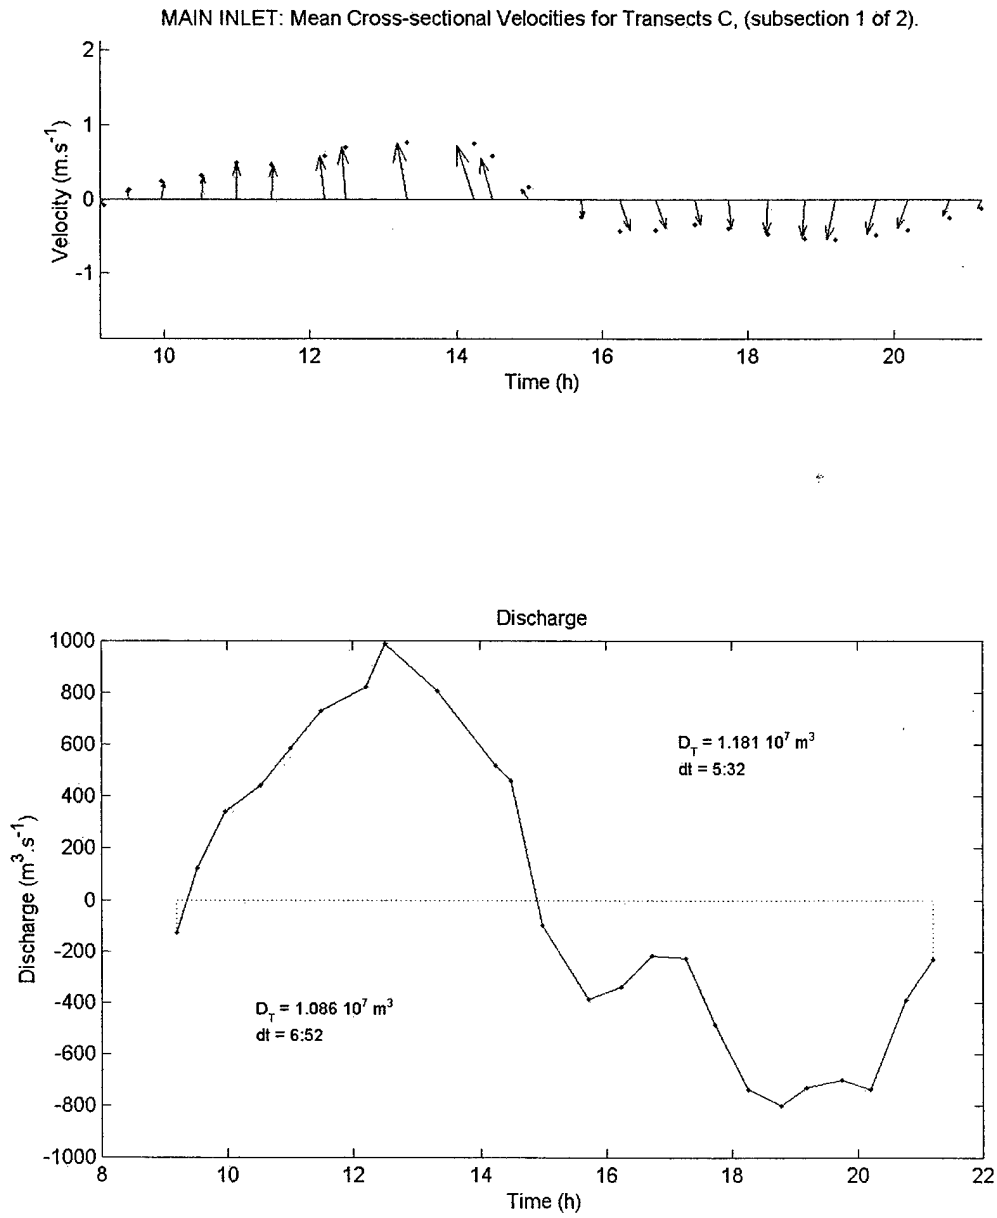 MAIN INLET: Mean Cross-sectional Velocities for Transects C, (subsection 1 of 2).
2
1
0
-1
Velocity (m.s⁻¹)
10 12 14 16 18 20
Time (h)
Discharge
1000
800
600
400
200
0
-200
-400
-600
-800
-1000
Discharge (m³.s⁻¹)
D_T = 1.181 10⁷ m³
dt = 5:32
D_T = 1.086 10⁷ m³
dt = 6:52
8 10 12 14 16 18 20 22
Time (h)